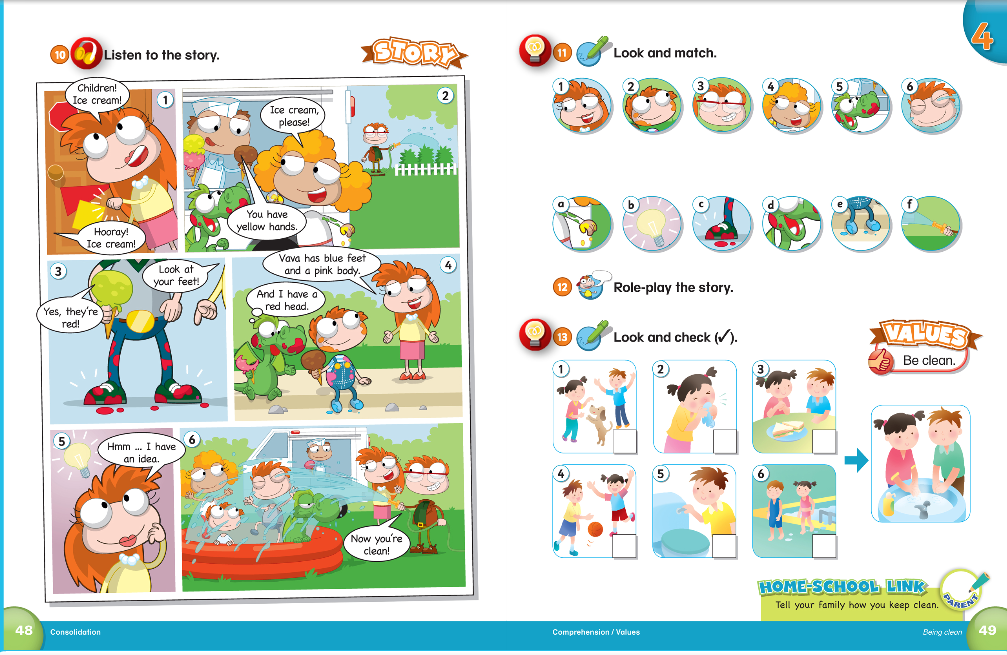 10 Listen to the story.
STORY
1
Children!
Ice cream!
Hooray!
Ice cream!
2
Ice cream,
please!
You have
yellow hands.
3
Look at
your feet!
Yes, they're
red!
4
Vava has blue feet
and a pink body.
And I have a
red head.
5
Hmm ... I have
an idea.
6
Now you're
clean!
48
Consolidation
4
11 Look and match.
1 2 3 4 5 6
a b c d e f
12 Role-play the story.
13 Look and check (✓).
VALUES
Be clean.
1 2 3
4 5 6
HOME-SCHOOL LINK
Tell your family how you keep clean.
PARENT
Comprehension / Values
Being clean
49